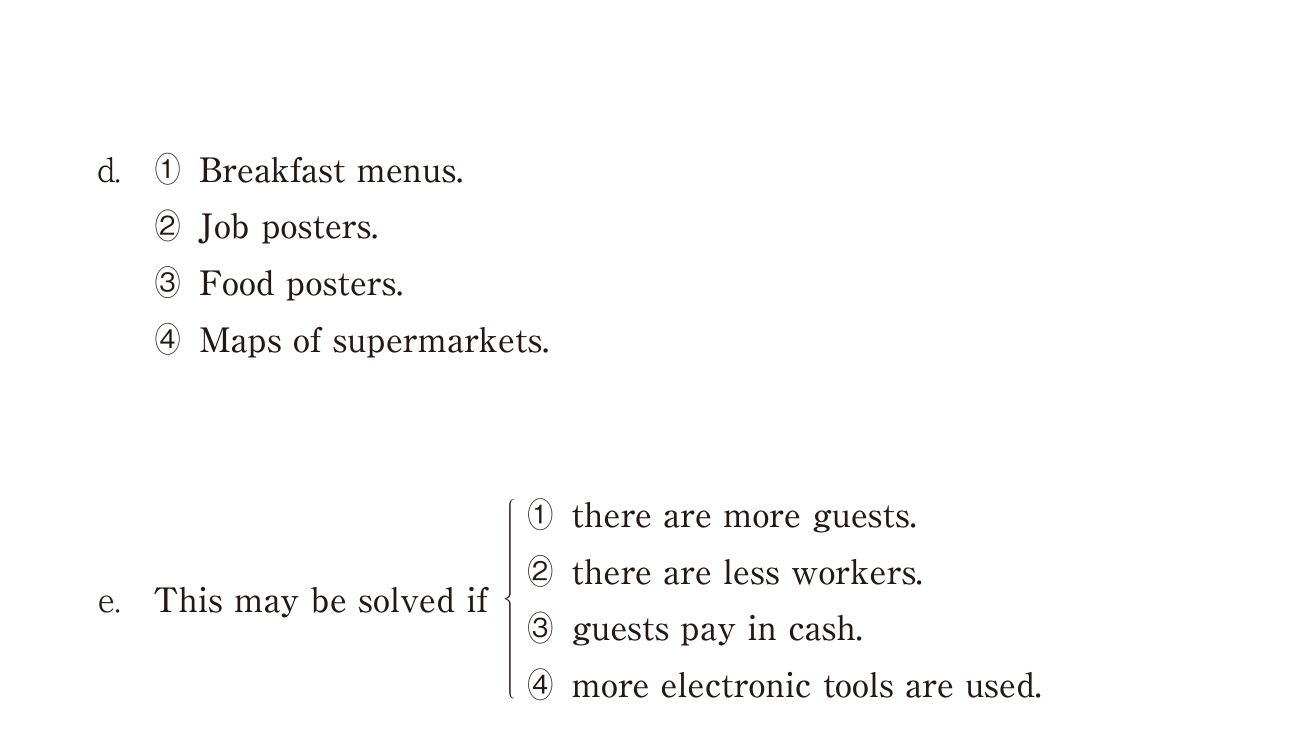 d. ① Breakfast menus.
② Job posters.
③ Food posters.
④ Maps of supermarkets.
e. This may be solved if
① there are more guests.
② there are less workers.
③ guests pay in cash.
④ more electronic tools are used.